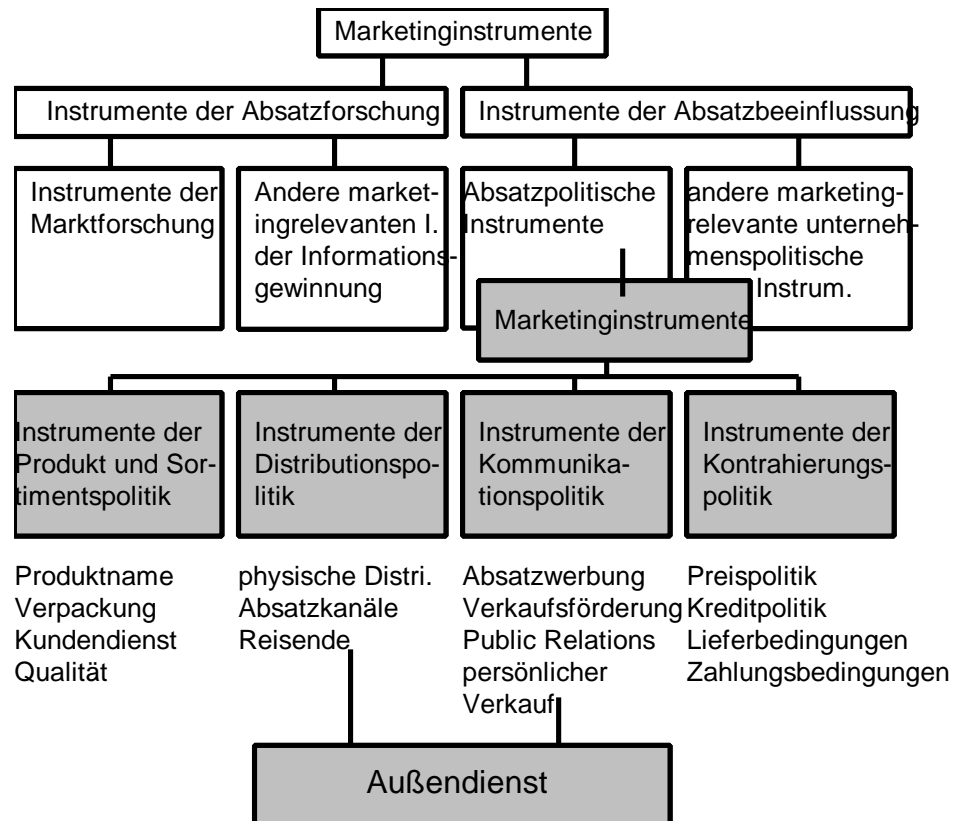 Marketinginstrumente
Instrumente der Absatzforschung
Instrumente der Absatzbeeinflussung
Instrumente der
Marktforschung
Andere market-
ingrelevanten I.
der Informations-
gewinnung
Absatzpolitische
Instrumente
andere marketing-
relevante unterneh-
menspolitische
Instrum.
Marketinginstrumente
Instrumente der
Produkt und Sor-
timentspolitik
Instrumente der
Distributionspo-
litik
Instrumente der
Kommunika-
tionspolitik
Instrumente der
Kontrahierungs-
politik
Produktname
Verpackung
Kundendienst
Qualität
physische Distri.
Absatzkanäle
Reisende
Absatzwerbung
Verkaufsförderung
Public Relations
persönlicher
Verkauf
Preispolitik
Kreditpolitik
Lieferbedingungen
Zahlungsbedingungen
Außendienst